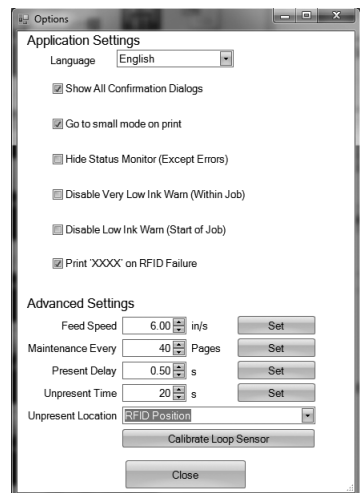 Options
Application Settings
Language English
Show All Confirmation Dialogs
Go to small mode on print
Hide Status Monitor (Except Errors)
Disable Very Low Ink Warn (Within Job)
Disable Low Ink Warn (Start of Job)
Print 'XXXX' on RFID Failure
Advanced Settings
Feed Speed 6.00 in/s Set
Maintenance Every 40 Pages Set
Present Delay 0.50 s Set
Unpresent Time 20 s Set
Unpresent Location RFID Position
Calibrate Loop Sensor
Close